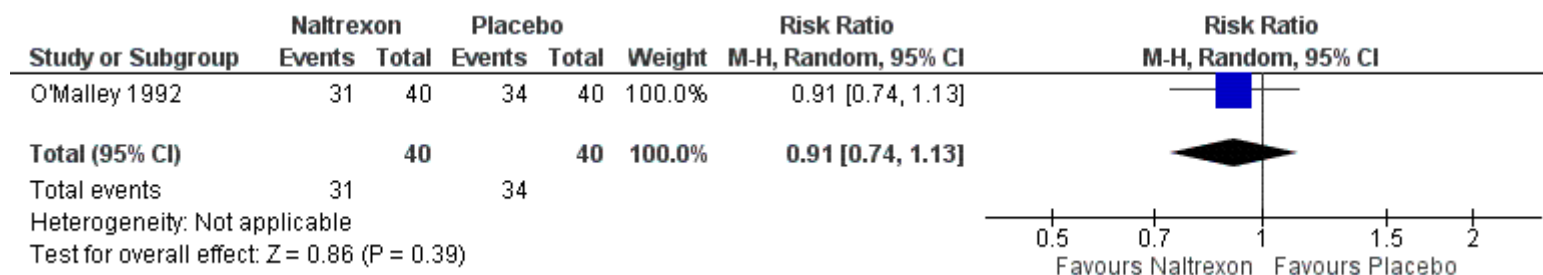 Naltrexon Placebo Risk Ratio Risk Ratio
Study or Subgroup Events Total Events Total Weight M-H, Random, 95% CI M-H, Random, 95% CI
O'Malley 1992 31 40 34 40 100.0% 0.91 [0.74, 1.13]
Total (95% CI) 40 40 100.0% 0.91 [0.74, 1.13]
Total events 31 34
Heterogeneity: Not applicable
Test for overall effect: Z = 0.86 (P = 0.39)
0.5 0.7 1 1.5 2
Favours Naltrexon Favours Placebo